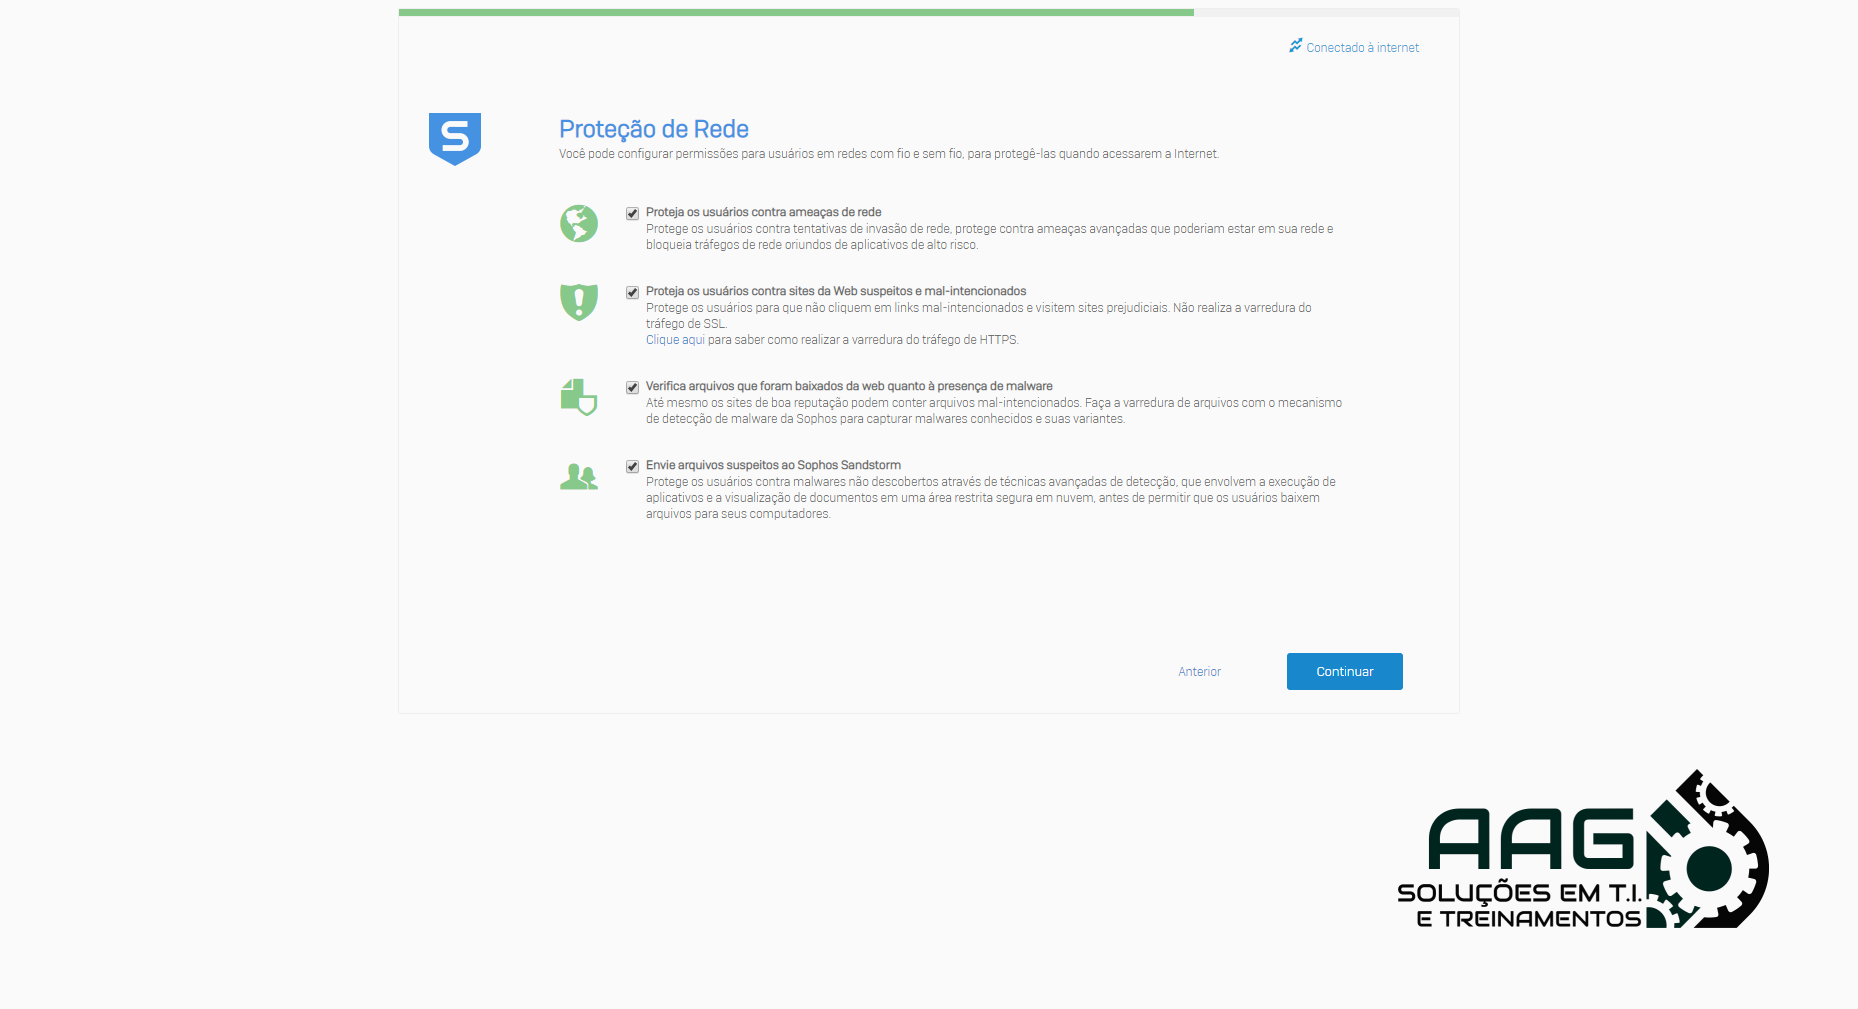 Conectado à internet
S
Proteção de Rede
Você pode configurar permissões para usuários em redes com fio e sem fio, para protegê-las quando acessarem a Internet.
Proteja os usuários contra ameaças de rede
Protege os usuários contra tentativas de invasão de rede, protege contra ameaças avançadas que poderiam estar em sua rede e
bloqueia tráfegos de rede oriundos de aplicativos de alto risco.
Proteja os usuários contra sites da Web suspeitos e mal-intencionados
Protege os usuários para que não cliquem em links mal-intencionados e visitem sites prejudiciais. Não realiza a varredura do
tráfego de SSL.
Clique aqui para saber como realizar a varredura do tráfego de HTTPS.
Verifica arquivos que foram baixados da web quanto à presença de malware
Até mesmo os sites de boa reputação podem conter arquivos mal-intencionados. Faça a varredura de arquivos com o mecanismo
de detecção de malware da Sophos para capturar malwares conhecidos e suas variantes.
Envie arquivos suspeitos ao Sophos Sandstorm
Protege os usuários contra malwares não descobertos através de técnicas avançadas de detecção, que envolvem a execução de
aplicativos e a visualização de documentos em uma área restrita segura em nuvem, antes de permitir que os usuários baixem
arquivos para seus computadores.
Anterior
Continuar
AAG
SOLUÇÕES EM T.I.
E TREINAMENTOS